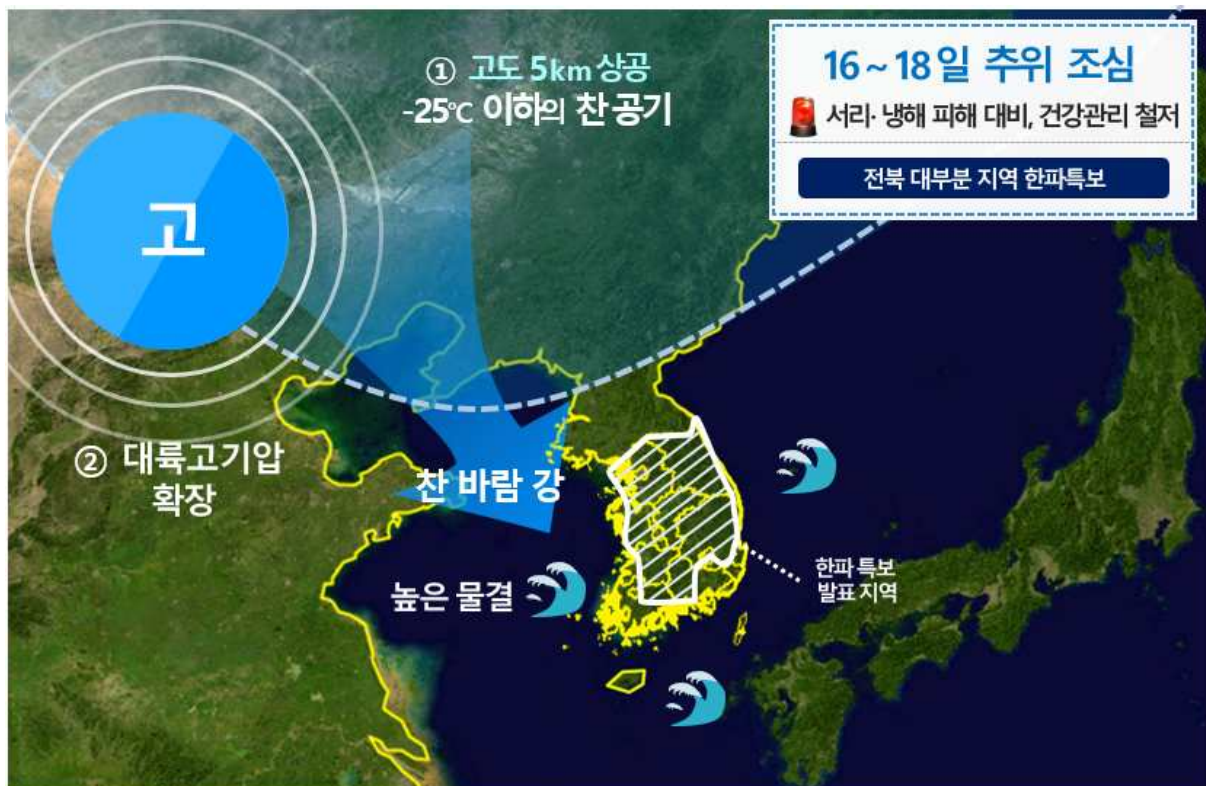 ① 고도 5km 상공
-25℃ 이하의 찬 공기
16 ~ 18일 추위 조심
서리· 냉해 피해 대비, 건강관리 철저
전북 대부분 지역 한파특보
고
② 대륙고기압
확장
찬 바람 강
높은 물결
한파 특보
발표 지역